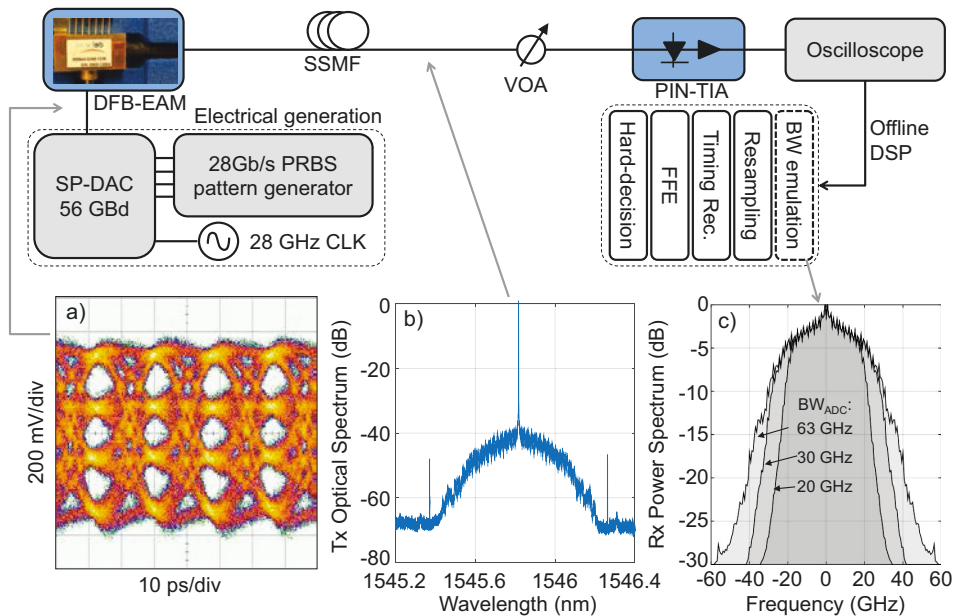 DFB-EAM
SSMF
VOA
PIN-TIA
Oscilloscope
Offline
DSP
Electrical generation
SP-DAC
56 GBd
28Gb/s PRBS
pattern generator
28 GHz CLK
Hard-decision
FFE
Timing Rec.
Resampling
BW emulation
a)
200 mV/div
10 ps/div
b)
Tx Optical Spectrum (dB)
0
-20
-40
-60
-80
1545.2
1545.6
1546
1546.4
Wavelength (nm)
c)
Rx Power Spectrum (dB)
0
-5
-10
-15
-20
-25
-30
BW_ADC:
63 GHz
30 GHz
20 GHz
-60
-40
-20
0
20
40
60
Frequency (GHz)